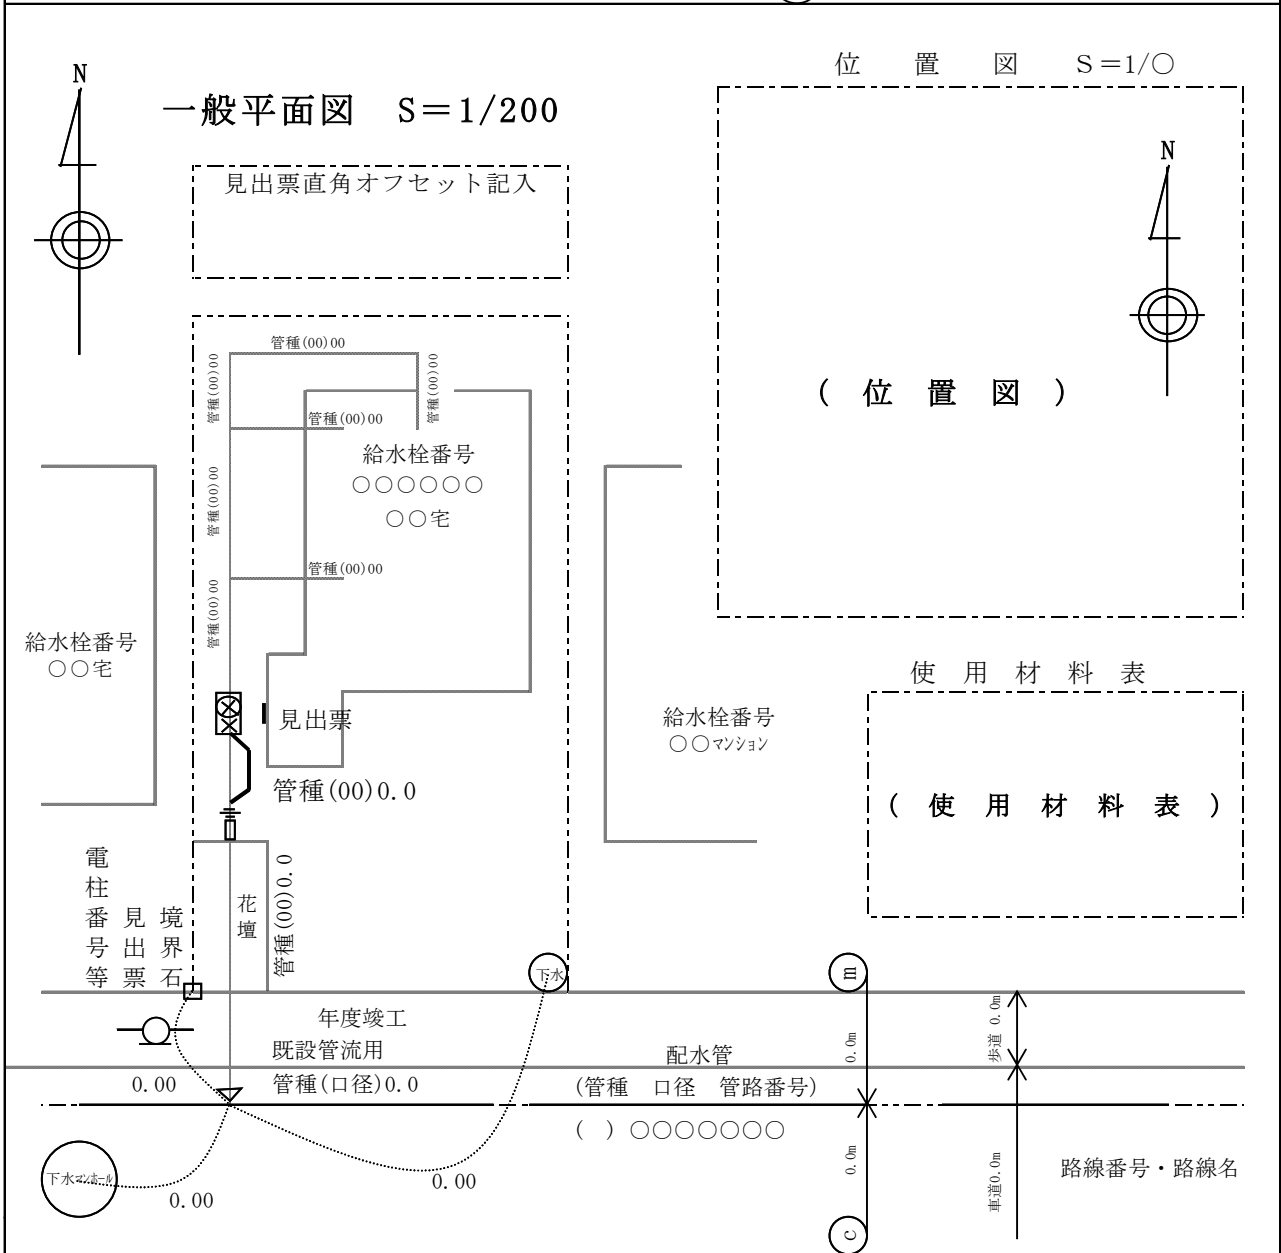 位置図 S=1/○
N
一般平面図 S=1/200
見出票直角オフセット記入
N
(位置図)
管種(00)00
管種(00)00
管種(00)00
管種(00)00
給水栓番号
○○○○○○
○○宅
管種(00)00
管種(00)00
管種(00)00
給水栓番号
○○宅
見出票
管種(00)0.0
給水栓番号
○○マンション
使用材料表
(使用材料表)
電柱番号等
見出票
境界石
花壇
管種(00)0.0
下水
m
年度竣工
既設管流用
管種(口径)0.0
0.00
配水管
(管種 口径 管路番号)
( )○○○○○○○
0.0m
歩道 0.0m
下水マンホール
0.00
0.00
0.0m
車道0.0m
路線番号・路線名
c